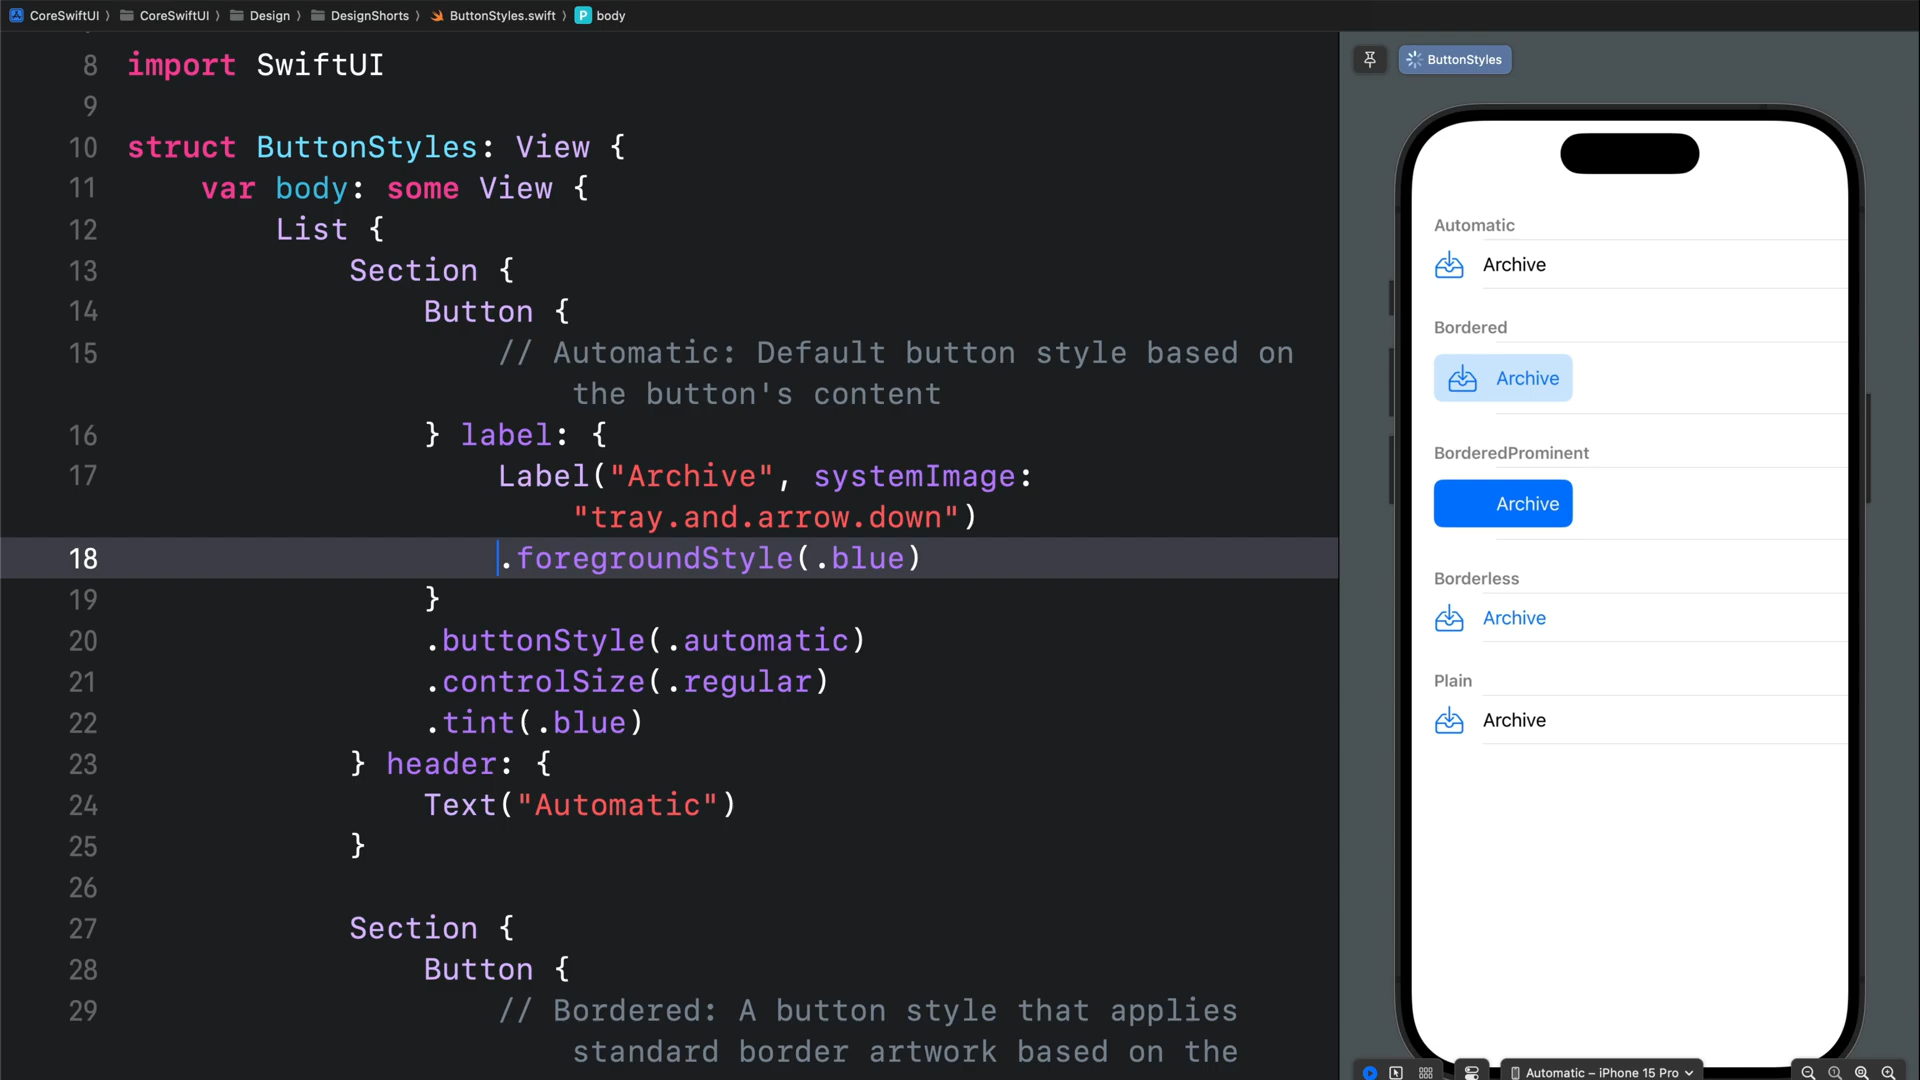 CoreSwiftUI 〉 CoreSwiftUI 〉 Design 〉 DesignShorts 〉 ButtonStyles.swift 〉 P body
8 import SwiftUI
9
10 struct ButtonStyles: View {
11 var body: some View {
12 List {
13 Section {
14 Button {
15 // Automatic: Default button style based on
the button's content
16 } label: {
17 Label("Archive", systemImage:
"tray.and.arrow.down")
18 .foregroundStyle(.blue)
19 }
20 .buttonStyle(.automatic)
21 .controlSize(.regular)
22 .tint(.blue)
23 } header: {
24 Text("Automatic")
25 }
26
27 Section {
28 Button {
29 // Bordered: A button style that applies
standard border artwork based on the
ButtonStyles
Automatic
Archive
Bordered
Archive
BorderedProminent
Archive
Borderless
Archive
Plain
Archive
Automatic – iPhone 15 Pro